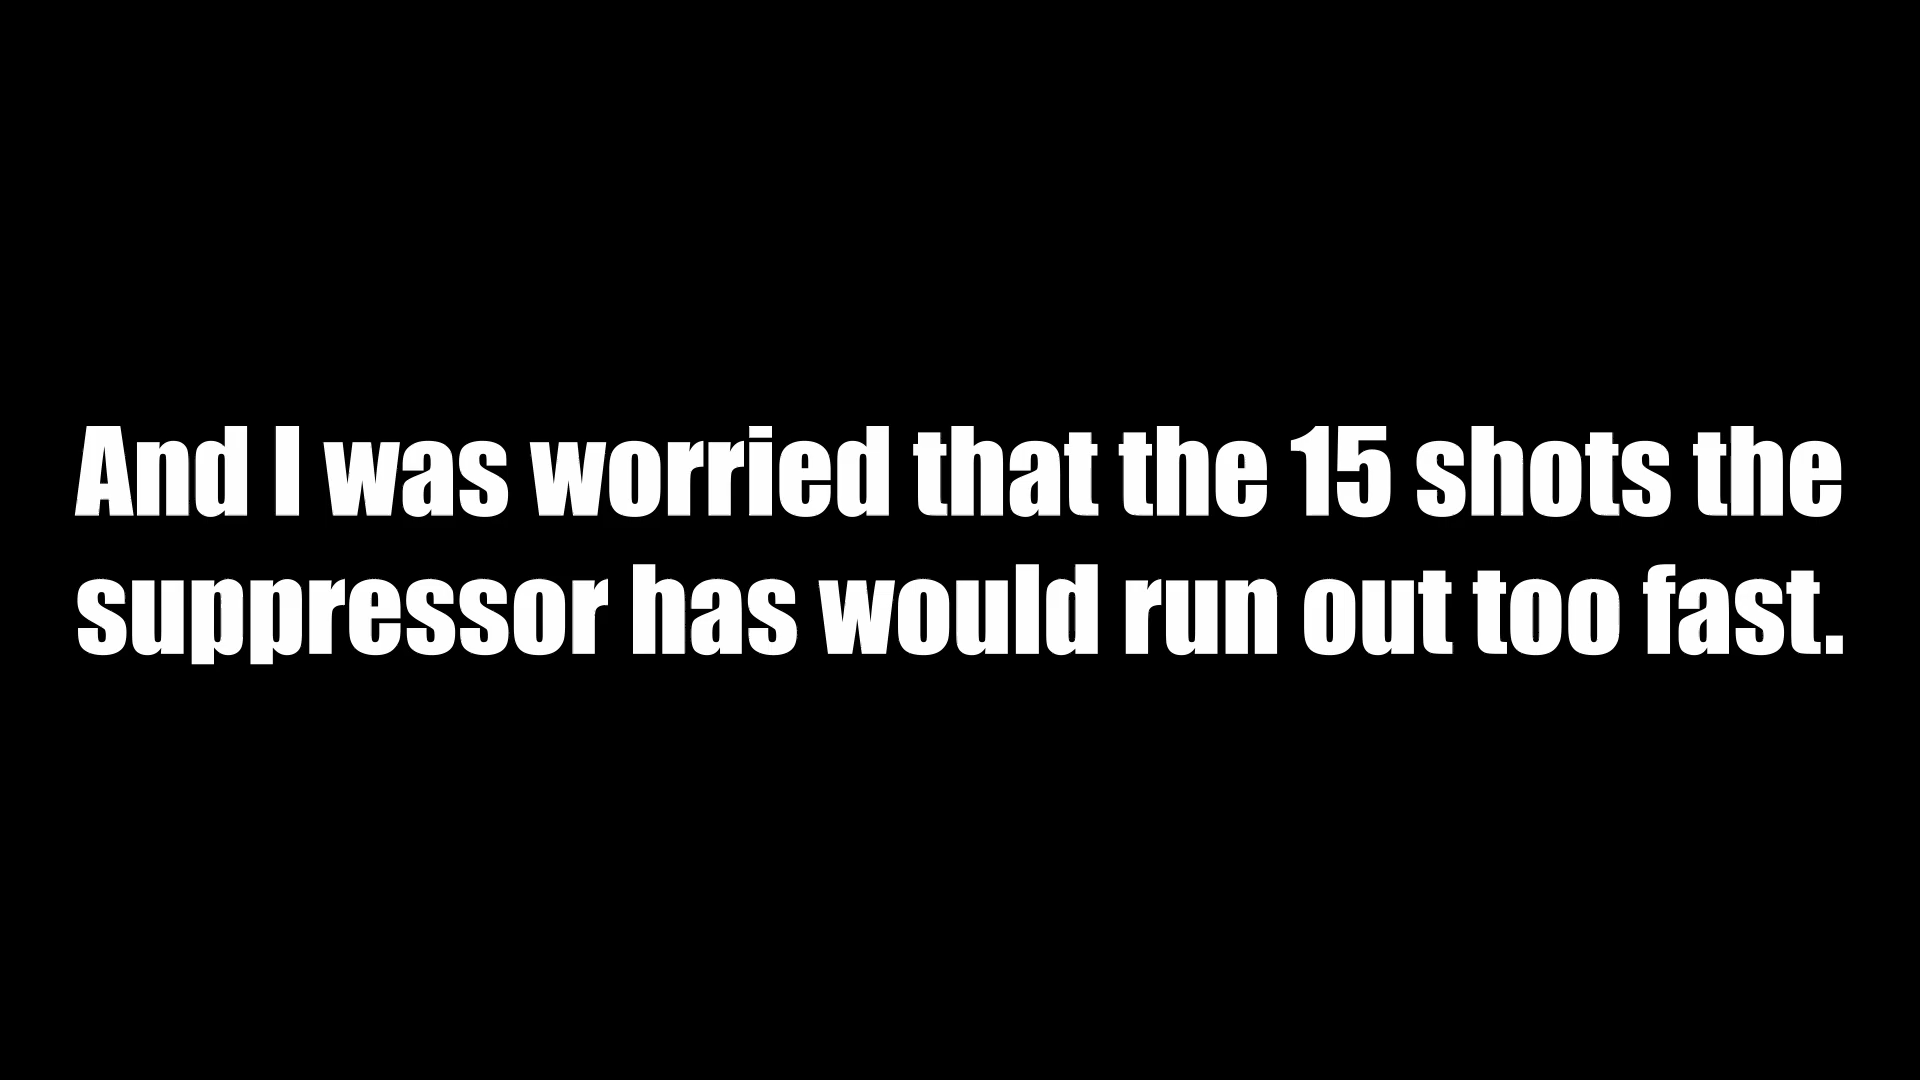 And I was worried that the 15 shots the
suppressor has would run out too fast.